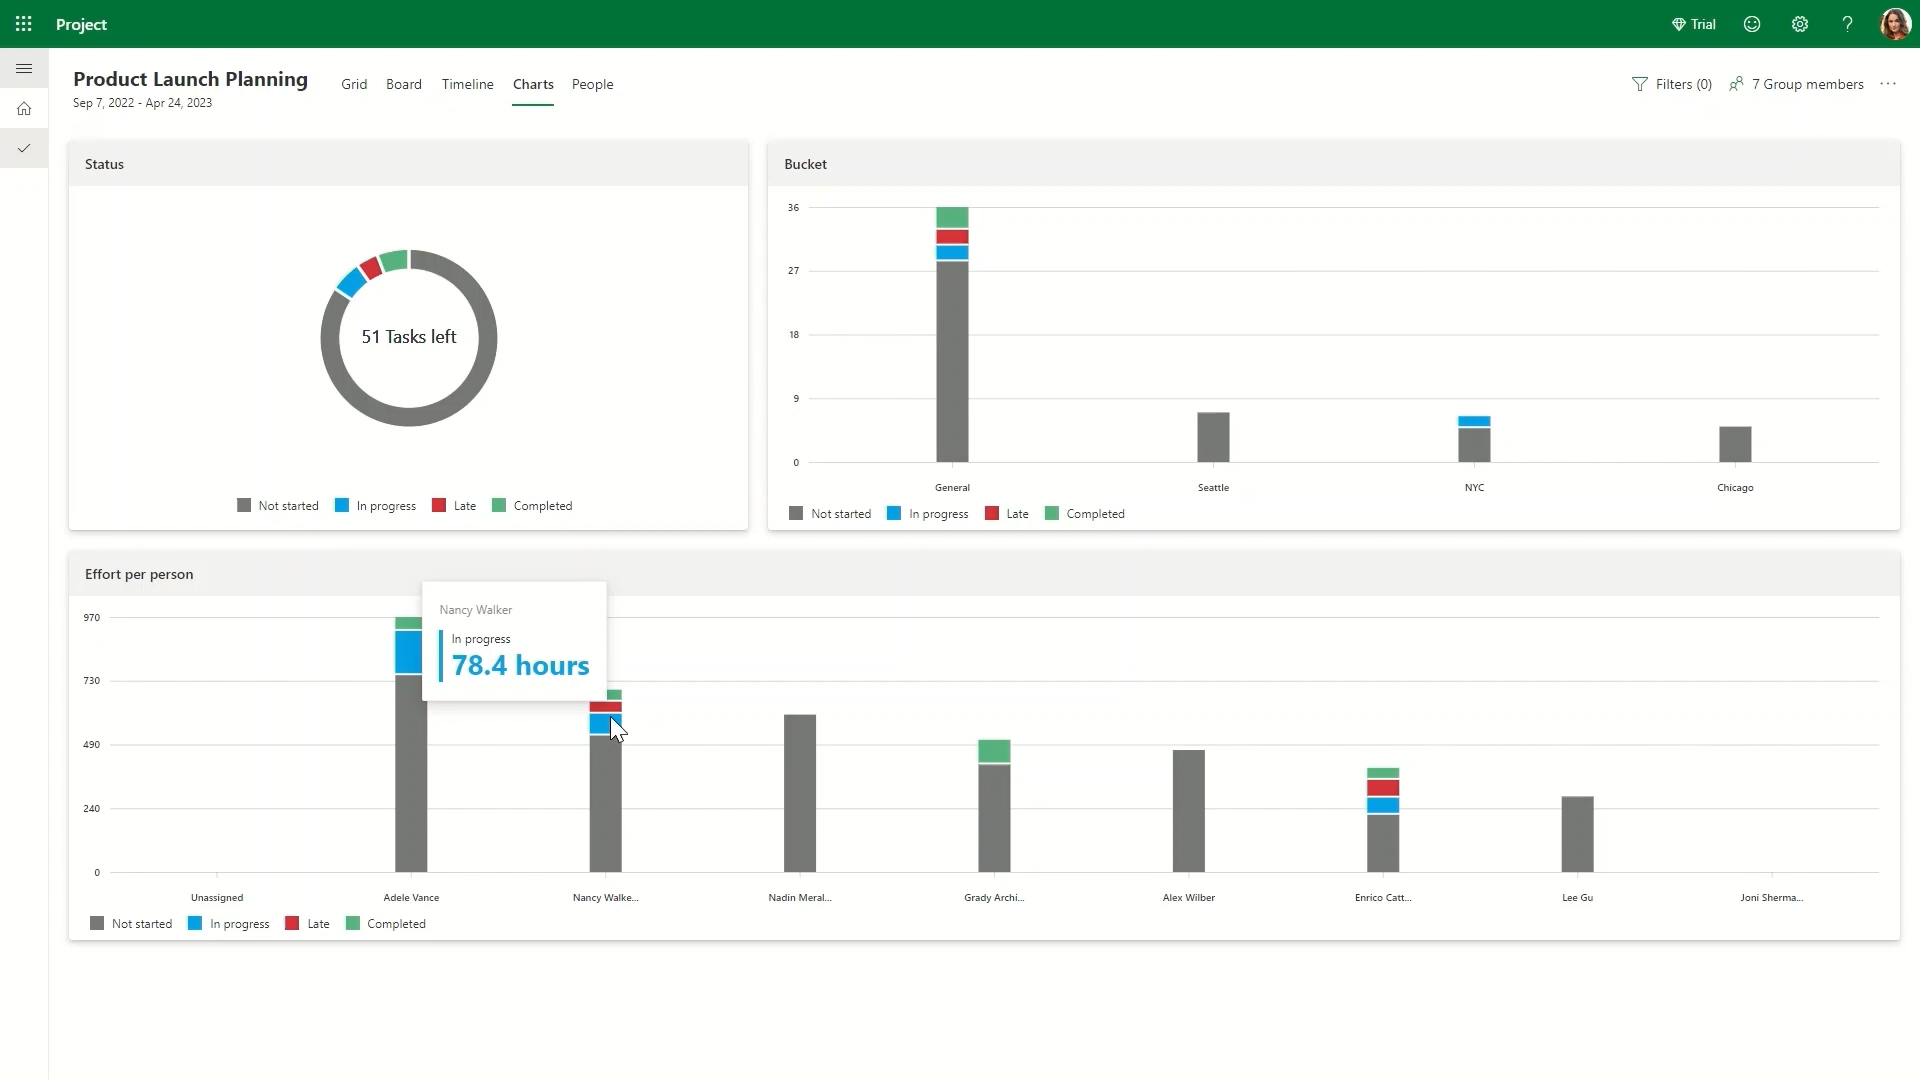 Project
Trial
?
Product Launch Planning
Sep 7, 2022 - Apr 24, 2023
Grid
Board
Timeline
Charts
People
Filters (0)
7 Group members
Status
51 Tasks left
Not started
In progress
Late
Completed
Bucket
36
27
18
9
0
General
Seattle
NYC
Chicago
Not started
In progress
Late
Completed
Effort per person
970
730
490
240
0
Nancy Walker
In progress
78.4 hours
Unassigned
Adele Vance
Nancy Walke...
Nadin Meral...
Grady Archi...
Alex Wilber
Enrico Catt...
Lee Gu
Joni Sherma...
Not started
In progress
Late
Completed